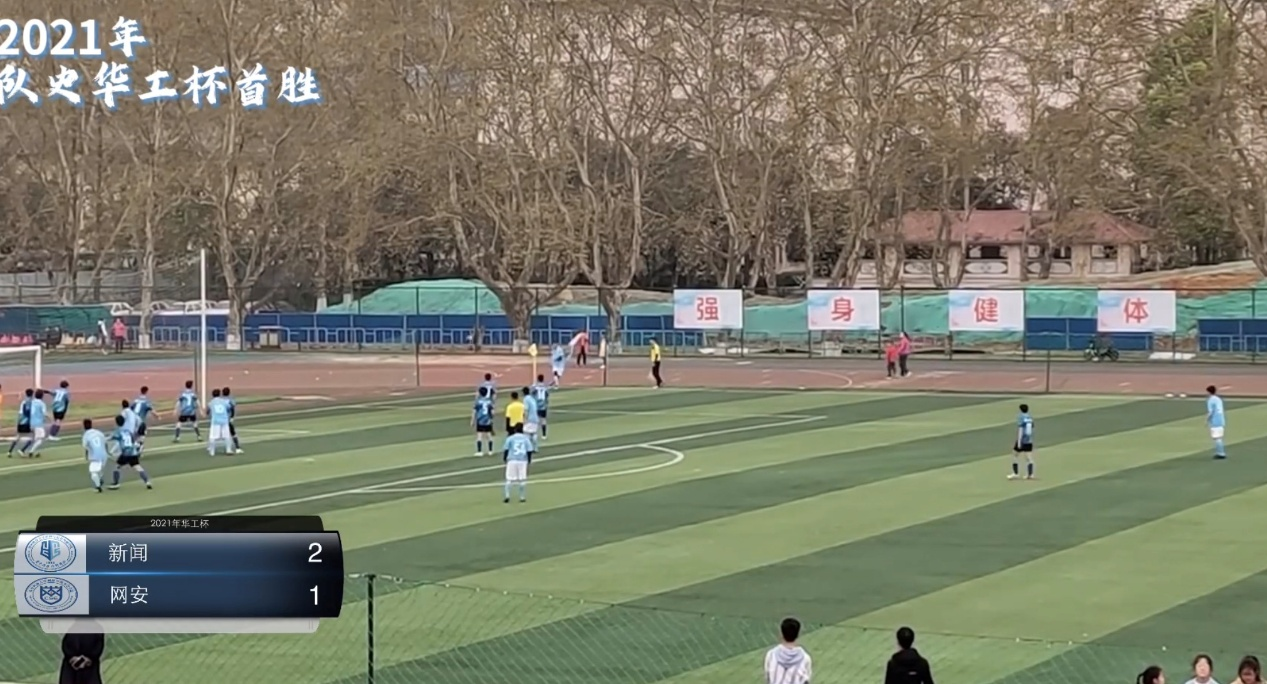 2021年
队史华工杯首胜
强 身 健 体
34
2021年华工杯
新闻 2
网安 1